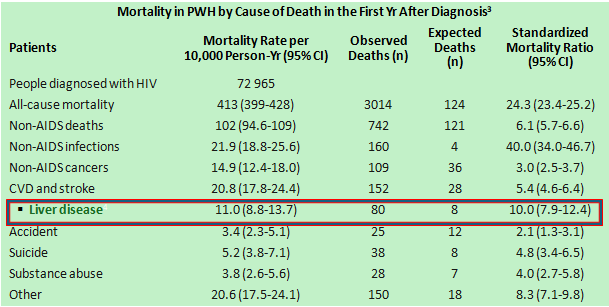 Mortality in PWH by Cause of Death in the First Yr After Diagnosis³
Patients Mortality Rate per 10,000 Person-Yr (95% CI) Observed Deaths (n) Expected Deaths (n) Standardized Mortality Ratio (95% CI)
People diagnosed with HIV 72 965
All-cause mortality 413 (399-428) 3014 124 24.3 (23.4-25.2)
Non-AIDS deaths 102 (94.6-109) 742 121 6.1 (5.7-6.6)
Non-AIDS infections 21.9 (18.8-25.6) 160 4 40.0 (34.0-46.7)
Non-AIDS cancers 14.9 (12.4-18.0) 109 36 3.0 (2.5-3.7)
CVD and stroke 20.8 (17.8-24.4) 152 28 5.4 (4.6-6.4)
▪ Liver disease 11.0 (8.8-13.7) 80 8 10.0 (7.9-12.4)
Accident 3.4 (2.3-5.1) 25 12 2.1 (1.3-3.1)
Suicide 5.2 (3.8-7.1) 38 8 4.8 (3.4-6.5)
Substance abuse 3.8 (2.6-5.6) 28 7 4.0 (2.7-5.8)
Other 20.6 (17.5-24.1) 150 18 8.3 (7.1-9.8)